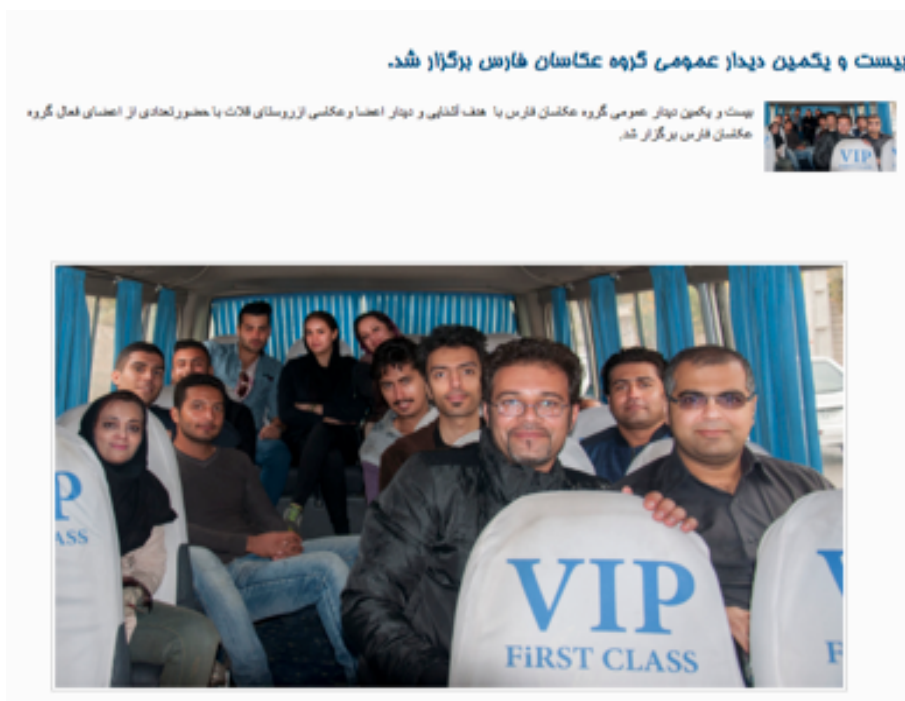 بیست و یکمین دیدار عمومی گروه عکاسان فارس برگزار شد.
بیست و یکمین دیدار عمومی گروه عکاسان فارس با هدف آشنایی و دیدار اعضا و عکاسی از روستای قلات با حضور تعدادی از اعضای فعال گروه
عکاسان فارس برگزار شد.
VIP
P
ASS
VIP
FiRST CLASS
V
F